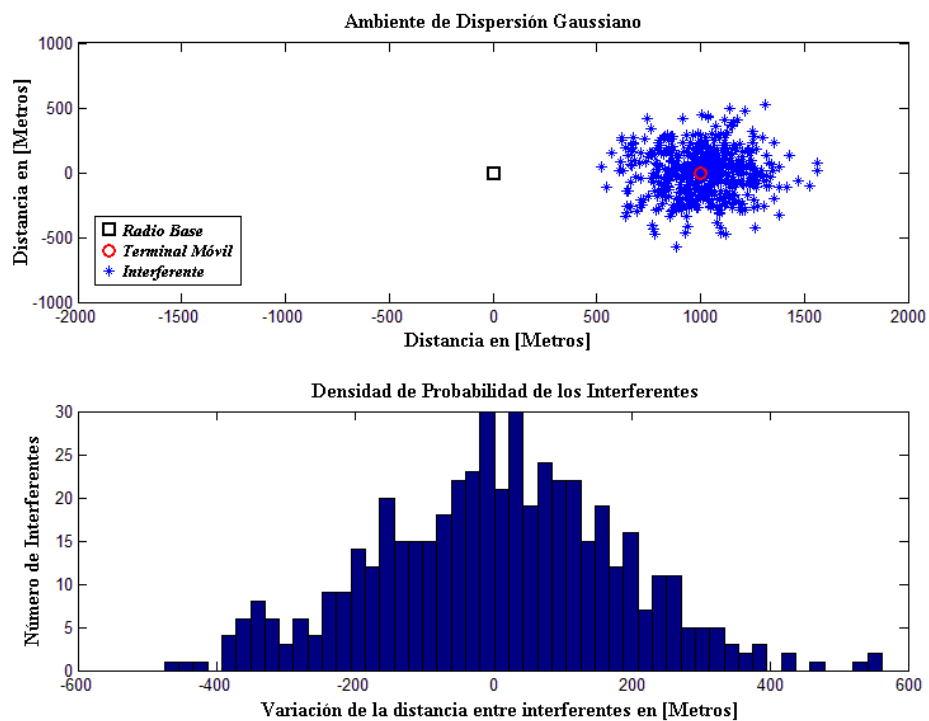 Ambiente de Dispersión Gaussiano
Distancia en [Metros]
1000
500
0
-500
-1000
Radio Base
Terminal Móvil
Interferente
-2000 -1500 -1000 -500 0 500 1000 1500 2000
Distancia en [Metros]
Densidad de Probabilidad de los Interferentes
Número de Interferentes
30
25
20
15
10
5
0
-600 -400 -200 0 200 400 600
Variación de la distancia entre interferentes en [Metros]